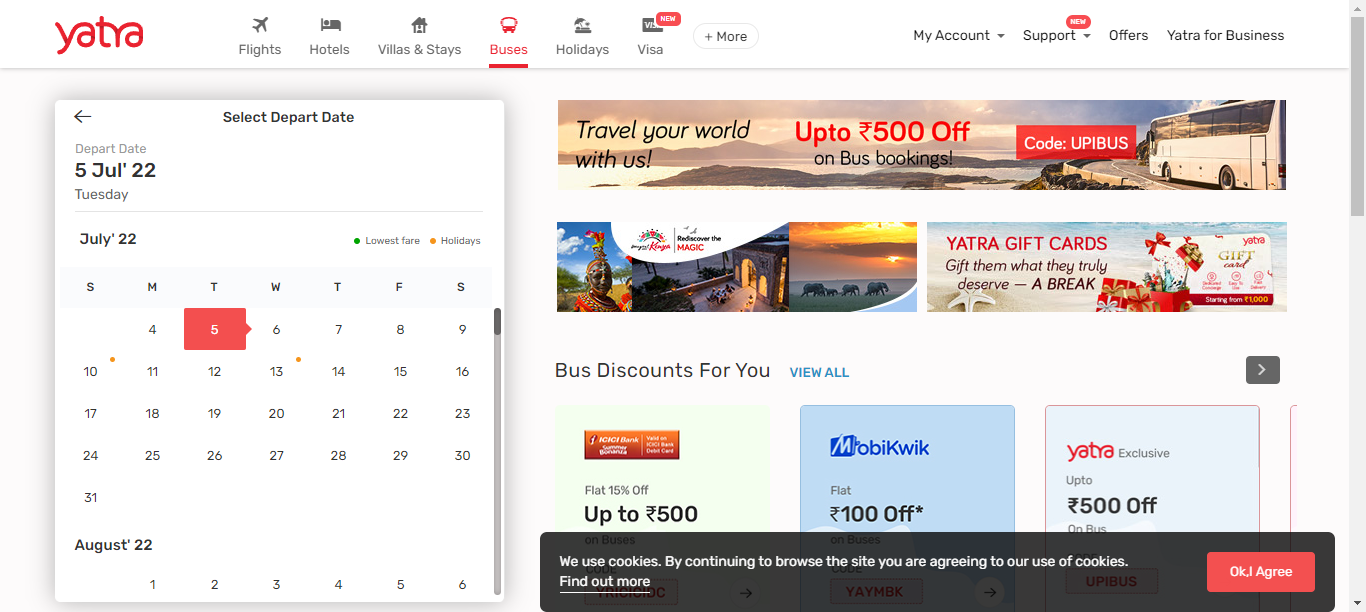 yatra
Flights
Hotels
Villas & Stays
Buses
Holidays
VISA
NEW
Visa
+ More
My Account
NEW
Support
Offers
Yatra for Business
Select Depart Date
Depart Date
5 Jul' 22
Tuesday
July' 22
Lowest fare
Holidays
S M T W T F S
4 5 6 7 8 9
10 11 12 13 14 15 16
17 18 19 20 21 22 23
24 25 26 27 28 29 30
31
August' 22
1 2 3 4 5 6
Travel your world
with us!
Upto ₹500 Off
on Bus bookings!
Code: UPIBUS
Rediscover the
MAGIC
YATRA GIFT CARDS
Gift them what they truly
deserve — A BREAK
yatra
GIFT
card
Starting from ₹1,000
Bus Discounts For You
VIEW ALL
ICICI Bank
Summer
Bonanza
Valid on
ICICI Bank
Debit Card
Flat 15% Off
Up to ₹500
on Buses
CODE
YRICICIDC
MobiKwik
Flat
₹100 Off*
on Buses
CODE
YAYMBK
yatra Exclusive
Upto
₹500 Off
On Bus
CODE
UPIBUS
We use cookies. By continuing to browse the site you are agreeing to our use of cookies.
Find out more
Ok,I Agree